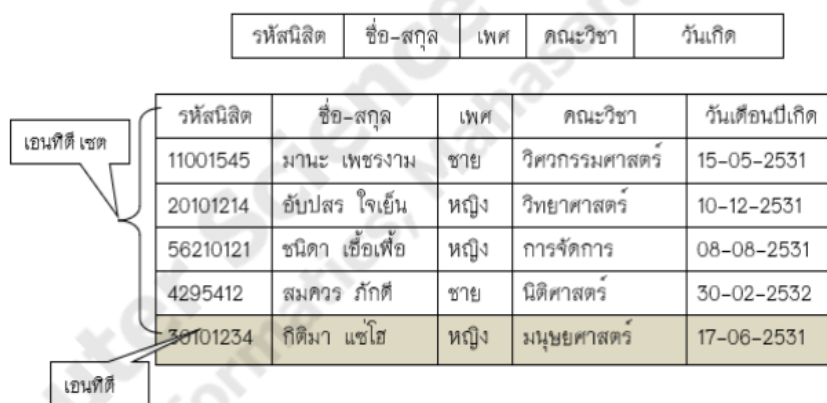 รหัสนิสิต ชื่อ-สกุล เพศ คณะวิชา วันเกิด
รหัสนิสิต ชื่อ-สกุล เพศ คณะวิชา วันเดือนปีเกิด
เอนทิตี เซต
11001545 มานะ เพชรงาม ชาย วิศวกรรมศาสตร์ 15-05-2531
20101214 อับปสร ใจเย็น หญิง วิทยาศาสตร์ 10-12-2531
56210121 ชนิดา เอื้อเฟื้อ หญิง การจัดการ 08-08-2531
4295412 สมควร ภักดี ชาย นิติศาสตร์ 30-02-2532
30101234 กิติมา แซ่โฮ หญิง มนุษยศาสตร์ 17-06-2531
เอนทิตี